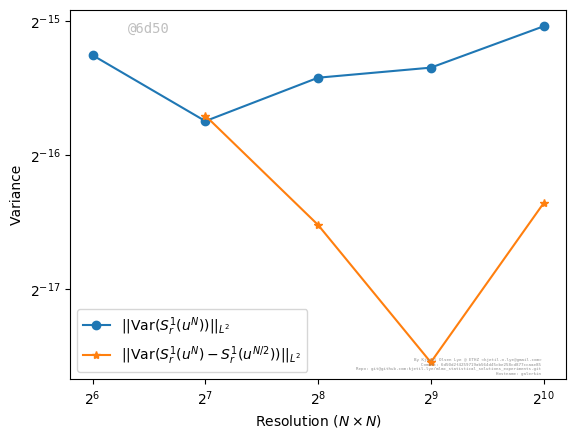 @6d50
2^{-15}
2^{-16}
2^{-17}
Variance
||Var(S_r^1(u^N))||_{L^2}
||Var(S_r^1(u^N) − S_r^1(u^{N/2}))||_{L^2}
2^6
2^7
2^8
2^9
2^{10}
Resolution (N × N)